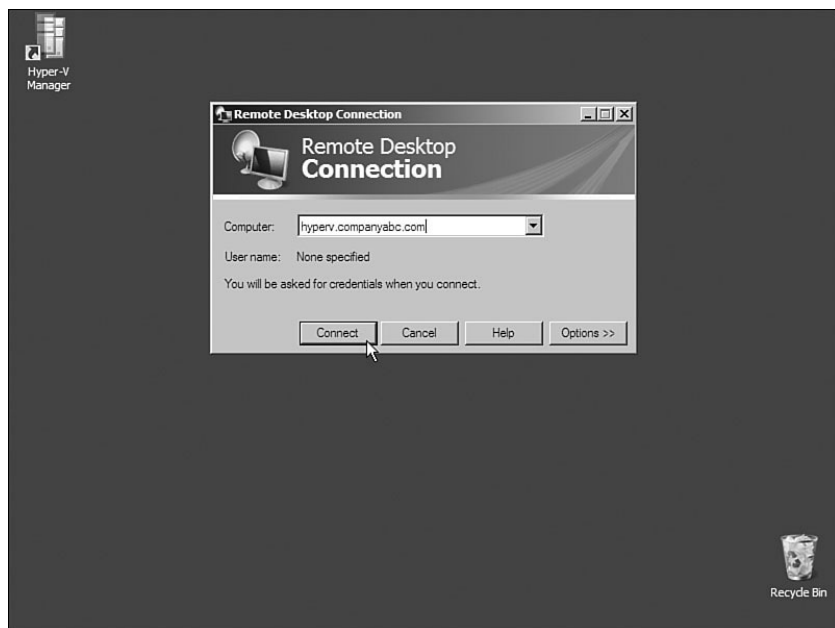 Hyper-V
Manager
Remote Desktop Connection
Remote Desktop
Connection
Computer:
hyperv.companyabc.com
User name:
None specified
You will be asked for credentials when you connect.
Connect
Cancel
Help
Options >>
Recycle Bin